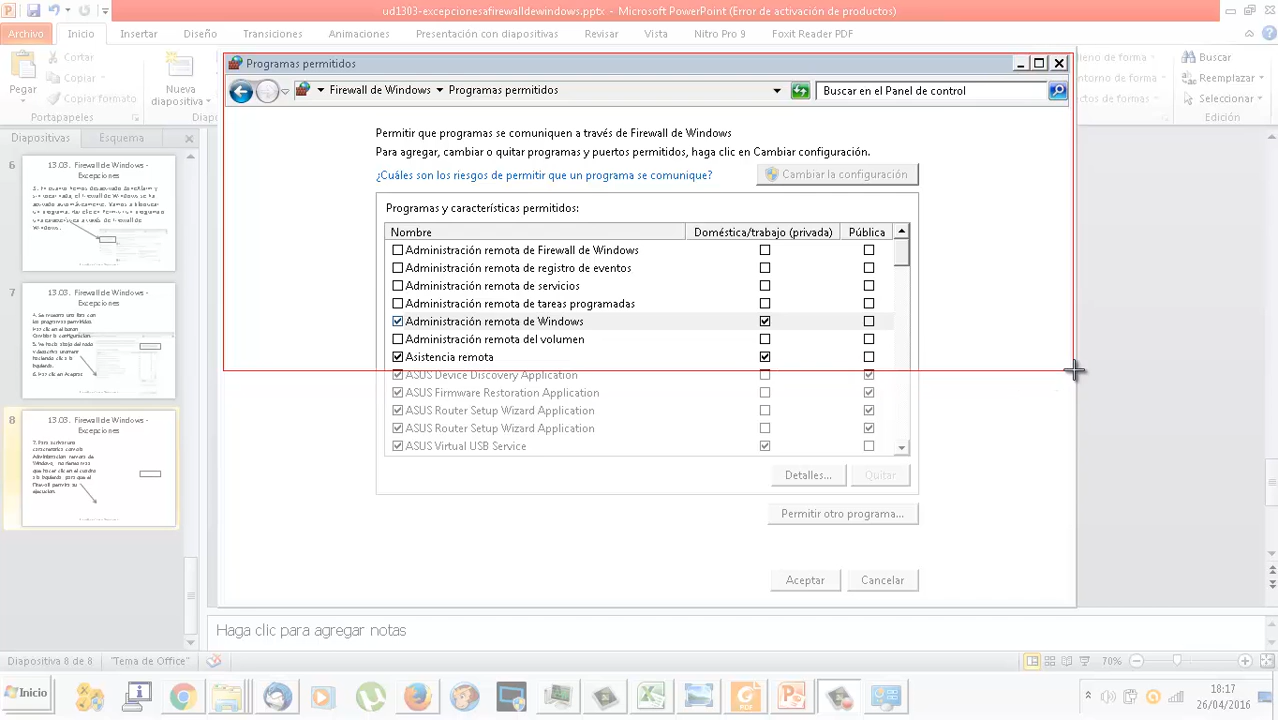 ud1303-excepcionesafirewalldewindows.pptx - Microsoft PowerPoint (Error de activación de productos)
Archivo Inicio Insertar Diseño Transiciones Animaciones Presentación con diapositivas Revisar Vista Nitro Pro 9 Foxit Reader PDF
Pegar
Cortar
Copiar
Copiar formato
Portapapeles
Nueva
diapositiva
Buscar
Reemplazar
Seleccionar
Edición
Diapositivas Esquema
6
13.03. Firewall de Windows -
Excepciones
7
13.03. Firewall de Windows -
Excepciones
8
13.03. Firewall de Windows -
Excepciones
Programas permitidos
Firewall de Windows Programas permitidos
Buscar en el Panel de control
Permitir que programas se comuniquen a través de Firewall de Windows
Para agregar, cambiar o quitar programas y puertos permitidos, haga clic en Cambiar configuración.
¿Cuáles son los riesgos de permitir que un programa se comunique?
Cambiar la configuración
Programas y características permitidos:
Nombre Doméstica/trabajo (privada) Pública
Administración remota de Firewall de Windows
Administración remota de registro de eventos
Administración remota de servicios
Administración remota de tareas programadas
Administración remota de Windows
Administración remota del volumen
Asistencia remota
ASUS Device Discovery Application
ASUS Firmware Restoration Application
ASUS Router Setup Wizard Application
ASUS Router Setup Wizard Application
ASUS Virtual USB Service
Detalles... Quitar
Permitir otro programa...
Aceptar Cancelar
Haga clic para agregar notas
Diapositiva 8 de 8 "Tema de Office" 70%
Inicio
18:17
26/04/2016